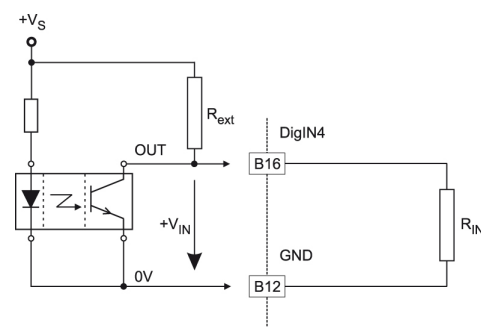 +VS
Rext
DigIN4
OUT
B16
+VIN
RIN
GND
0V
B12